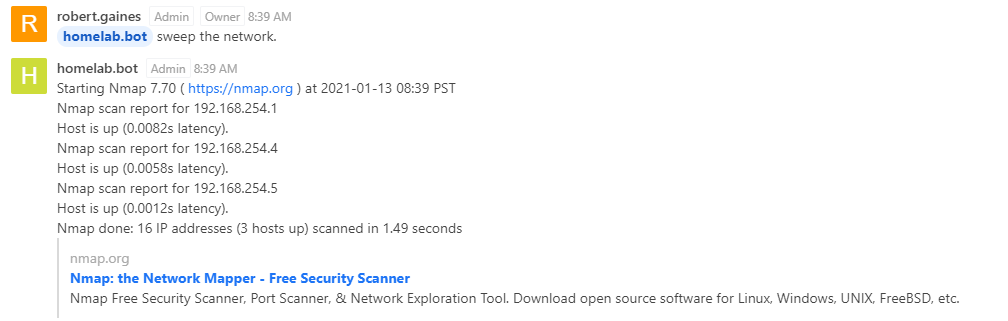 R
robert.gaines Admin Owner 8:39 AM
homelab.bot sweep the network.
H
homelab.bot Admin 8:39 AM
Starting Nmap 7.70 ( https://nmap.org ) at 2021-01-13 08:39 PST
Nmap scan report for 192.168.254.1
Host is up (0.0082s latency).
Nmap scan report for 192.168.254.4
Host is up (0.0058s latency).
Nmap scan report for 192.168.254.5
Host is up (0.0012s latency).
Nmap done: 16 IP addresses (3 hosts up) scanned in 1.49 seconds
nmap.org
Nmap: the Network Mapper - Free Security Scanner
Nmap Free Security Scanner, Port Scanner, & Network Exploration Tool. Download open source software for Linux, Windows, UNIX, FreeBSD, etc.